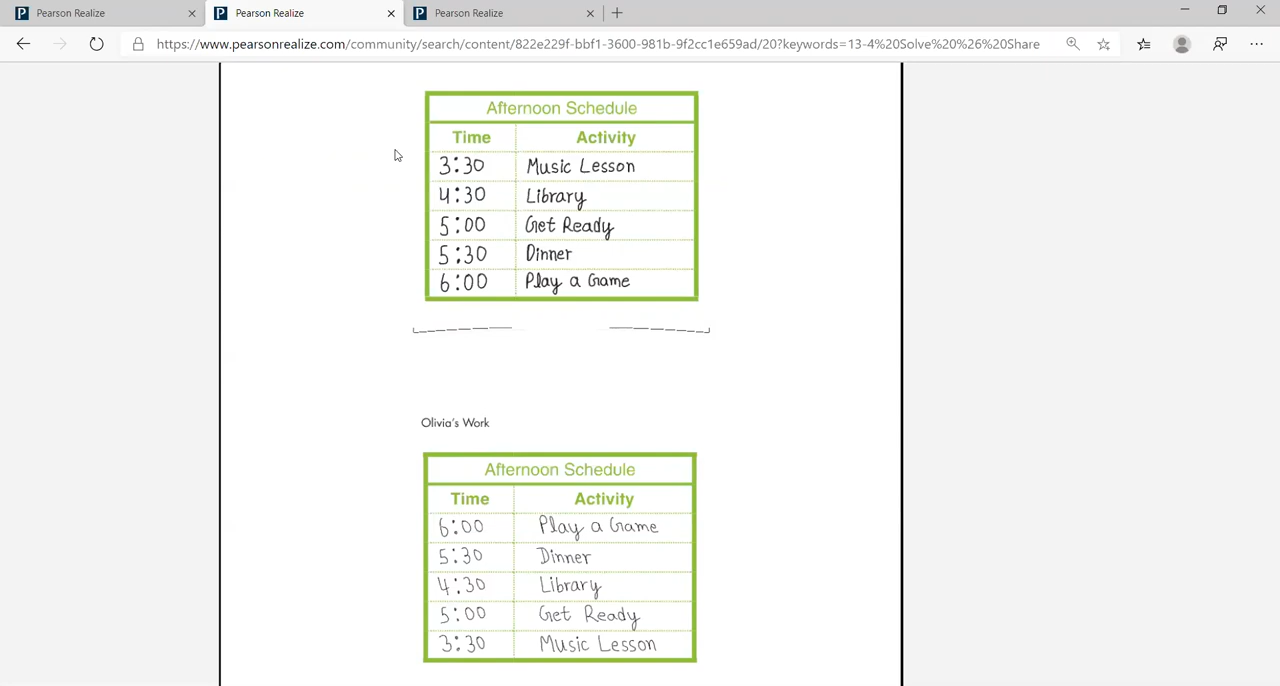 Pearson Realize
Pearson Realize
Pearson Realize
https://www.pearsonrealize.com/community/search/content/822e229f-bbf1-3600-981b-9f2cc1e659ad/20?keywords=13-4%20Solve%20%26%20Share
Afternoon Schedule
Time Activity
3:30 Music Lesson
4:30 Library
5:00 Get Ready
5:30 Dinner
6:00 Play a Game
Olivia's Work
Afternoon Schedule
Time Activity
6:00 Play a Game
5:30 Dinner
4:30 Library
5:00 Get Ready
3:30 Music Lesson